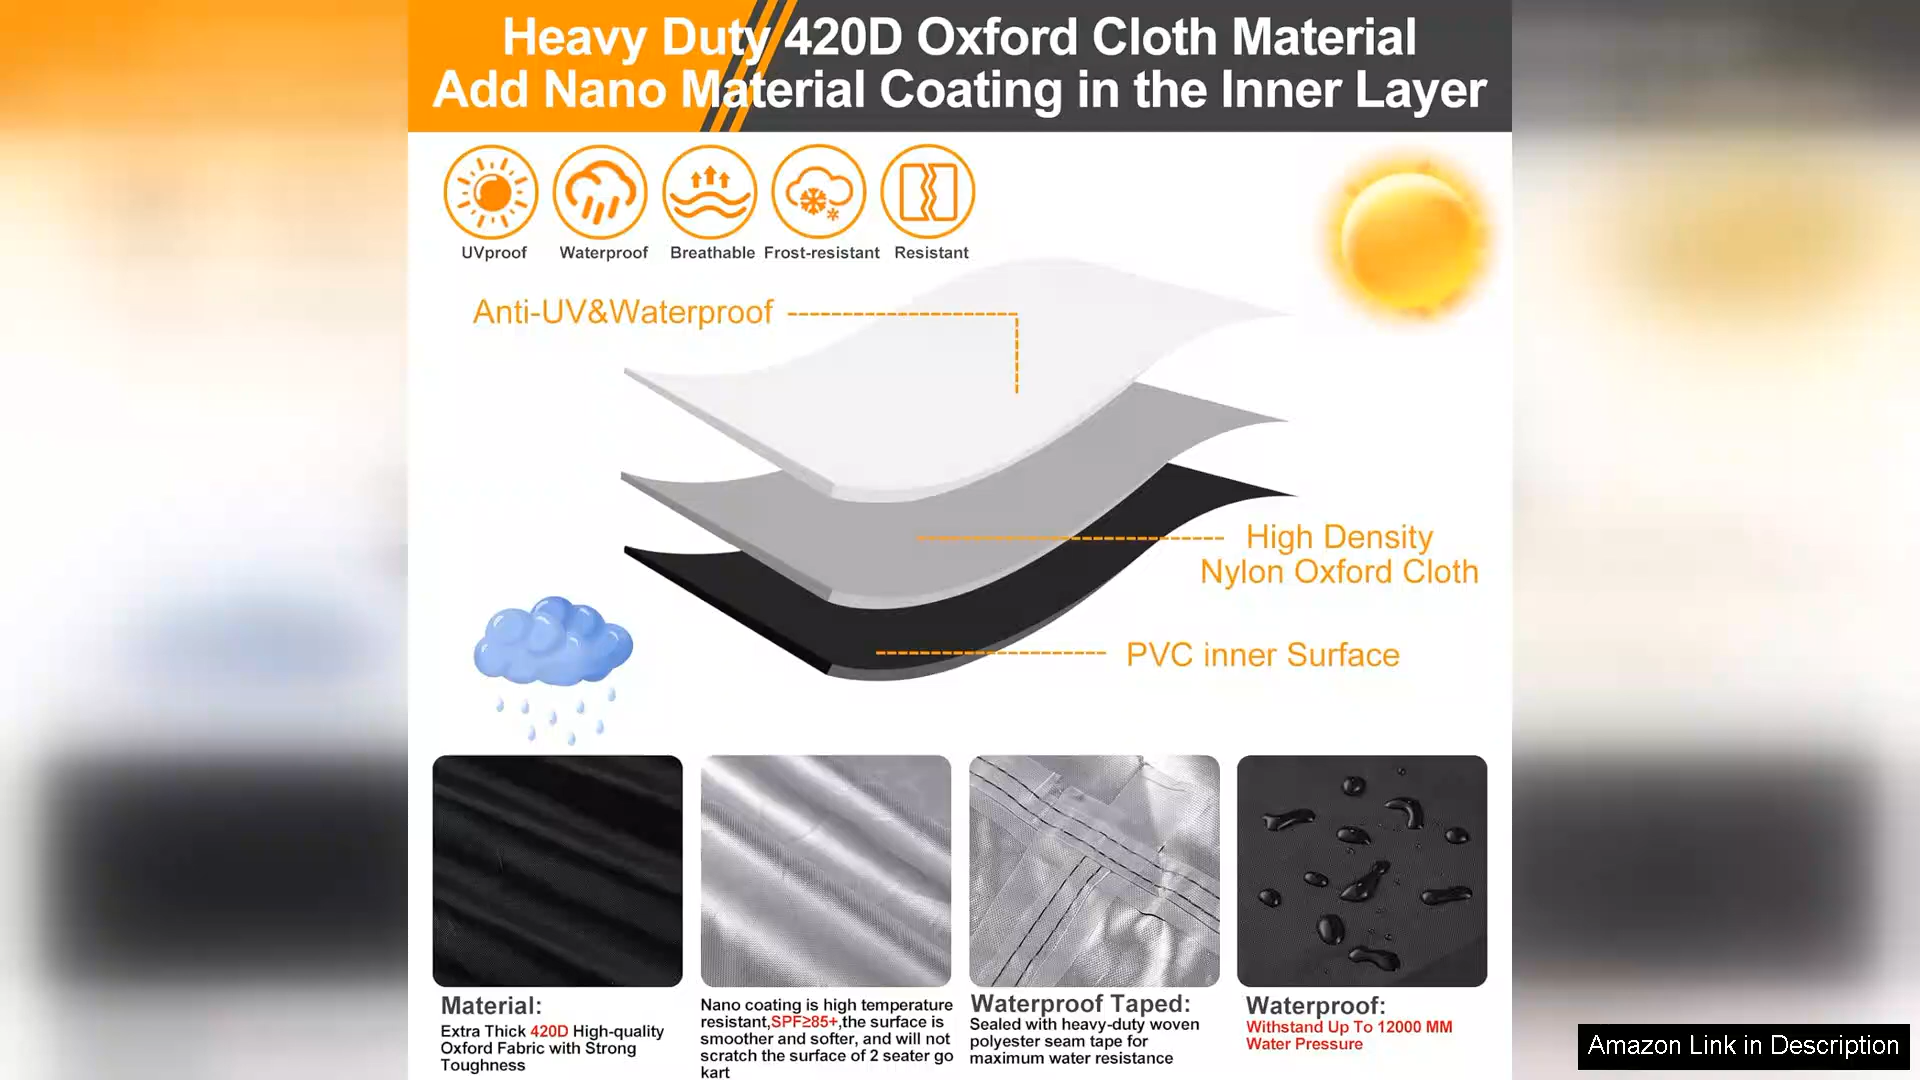 Heavy Duty 420D Oxford Cloth Material
Add Nano Material Coating in the Inner Layer
UVproof
Waterproof
Breathable
Frost-resistant
Resistant
Anti-UV&Waterproof
High Density
Nylon Oxford Cloth
PVC inner Surface
Material:
Extra Thick 420D High-quality
Oxford Fabric with Strong
Toughness
Nano coating is high temperature
resistant,SPF≥85+,the surface is
smoother and softer, and will not
scratch the surface of 2 seater go
kart
Waterproof Taped:
Sealed with heavy-duty woven
polyester seam tape for
maximum water resistance
Waterproof:
Withstand Up To 12000 MM
Water Pressure
Amazon Link in Description